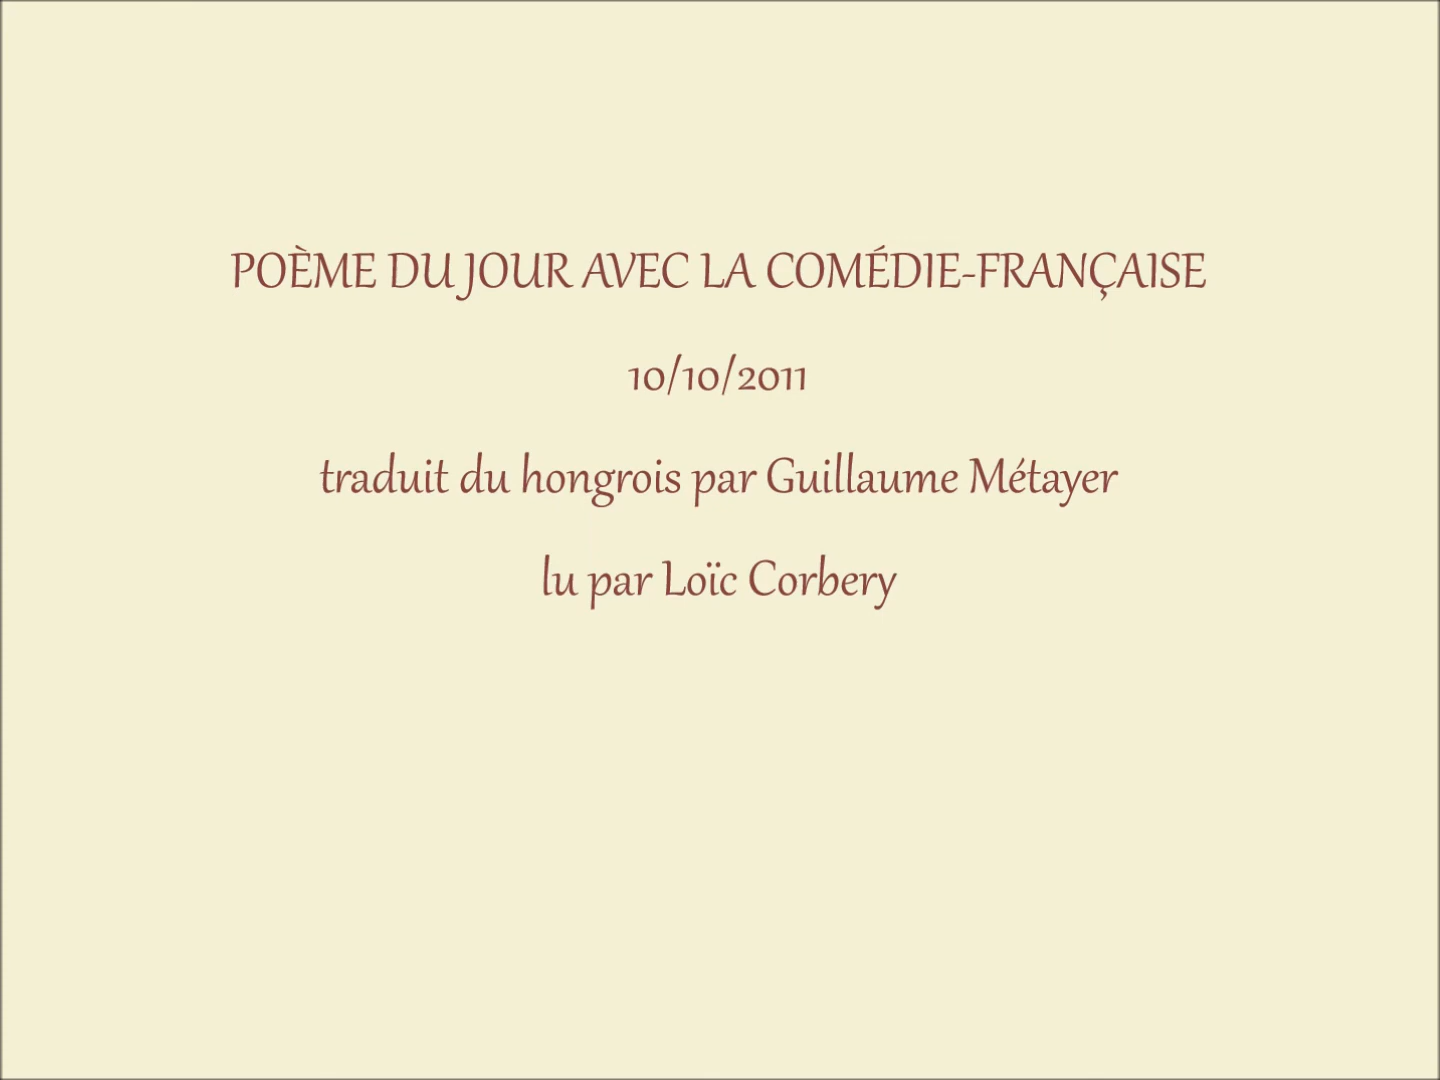 POÈME DU JOUR AVEC LA COMÉDIE-FRANÇAISE
10/10/2011
traduit du hongrois par Guillaume Métayer
lu par Loïc Corbery